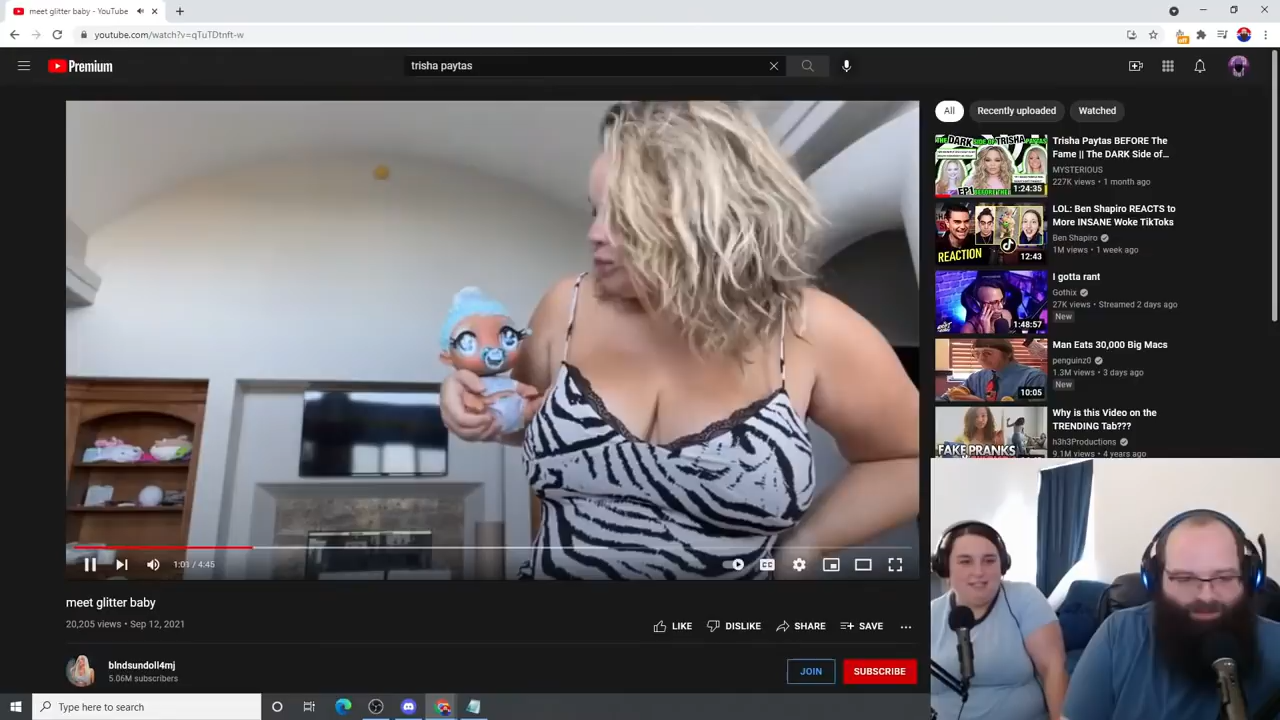 meet glitter baby - YouTube
youtube.com/watch?v=qTuTDtnft-w
off
Premium
trisha paytas
All
Recently uploaded
Watched
1:24:35
Trisha Paytas BEFORE The
Fame || The DARK Side of...
MYSTERIOUS
227K views • 1 month ago
REACTION
12:43
LOL: Ben Shapiro REACTS to
More INSANE Woke TikToks
Ben Shapiro
1M views • 1 week ago
1:48:57
I gotta rant
Gothix
27K views • Streamed 2 days ago
New
10:05
Man Eats 30,000 Big Macs
penguinz0
1.3M views • 3 days ago
New
FAKE PRANKS
Why is this Video on the
TRENDING Tab???
h3h3Productions
9.1M views • 4 years ago
1:01 / 4:45
CC
meet glitter baby
20,205 views • Sep 12, 2021
LIKE
DISLIKE
SHARE
SAVE
blndsundoll4mj
5.06M subscribers
JOIN
SUBSCRIBE
Type here to search